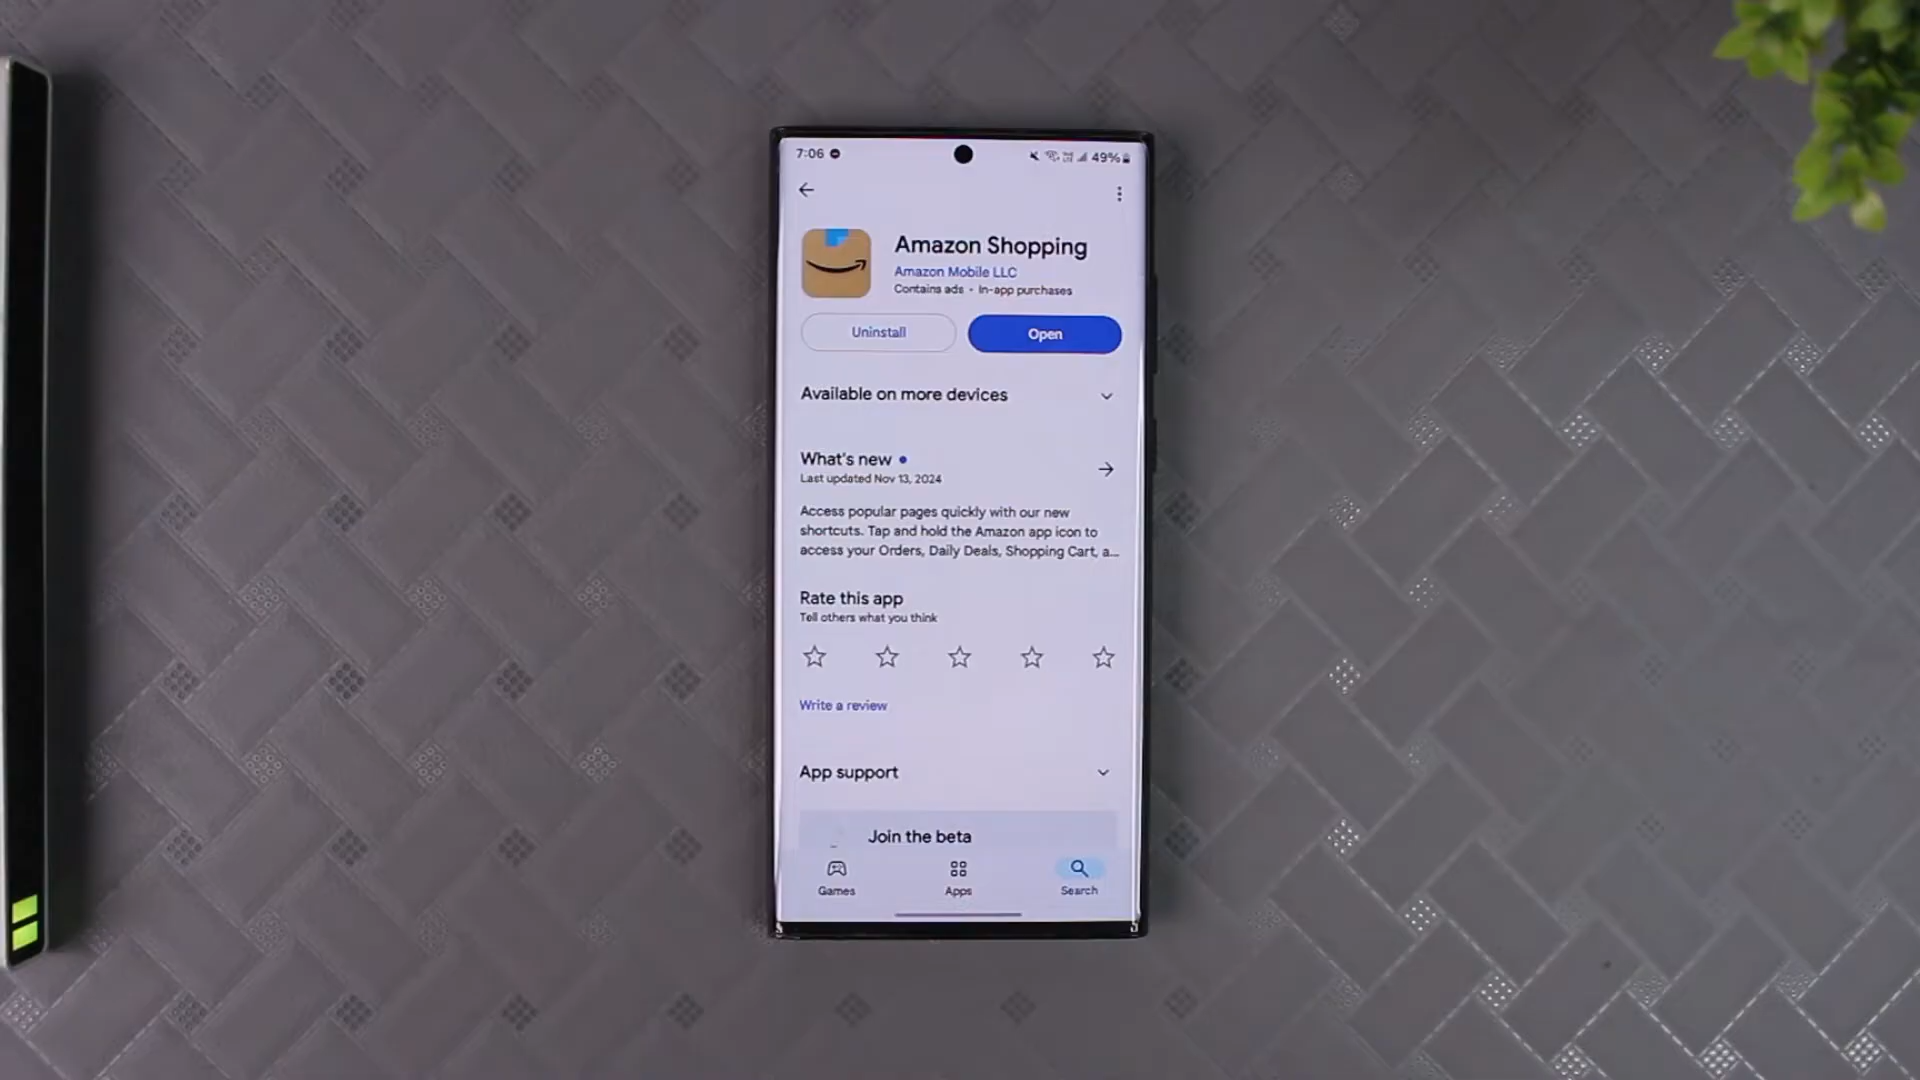 7:06
49%
Amazon Shopping
Amazon Mobile LLC
Contains ads • In-app purchases
Uninstall
Open
Available on more devices
What's new •
Last updated Nov 13, 2024
Access popular pages quickly with our new
shortcuts. Tap and hold the Amazon app icon to
access your Orders, Daily Deals, Shopping Cart, a...
Rate this app
Tell others what you think
Write a review
App support
Join the beta
Games
Apps
Search